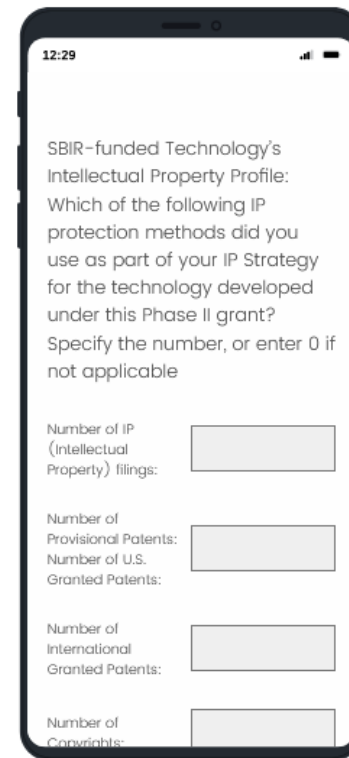 12:29
SBIR-funded Technology's
Intellectual Property Profile:
Which of the following IP
protection methods did you
use as part of your IP Strategy
for the technology developed
under this Phase II grant?
Specify the number, or enter 0 if
not applicable
Number of IP
(Intellectual
Property) filings:
Number of
Provisional Patents:
Number of U.S.
Granted Patents:
Number of
International
Granted Patents:
Number of
Copyrights: